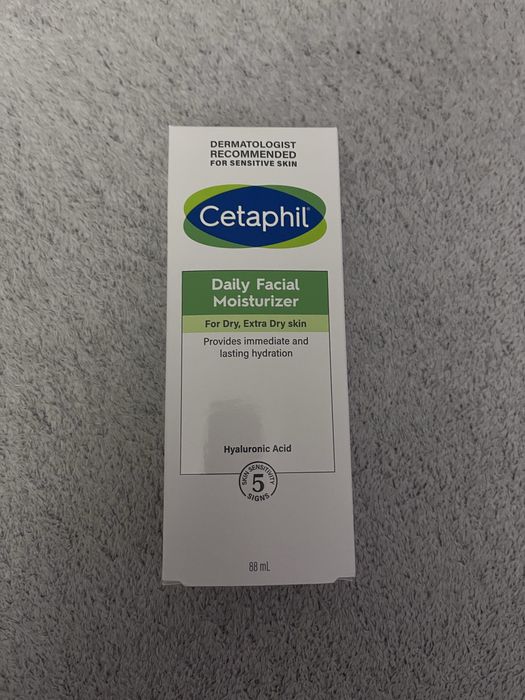 DERMATOLOGIST
RECOMMENDED
FOR SENSITIVE SKIN
Cetaphil®
Daily Facial
Moisturizer
For Dry, Extra Dry skin
Provides immediate and
lasting hydration
Hyaluronic Acid
SKIN SENSITIVITY
5
SIGNS
88 mL